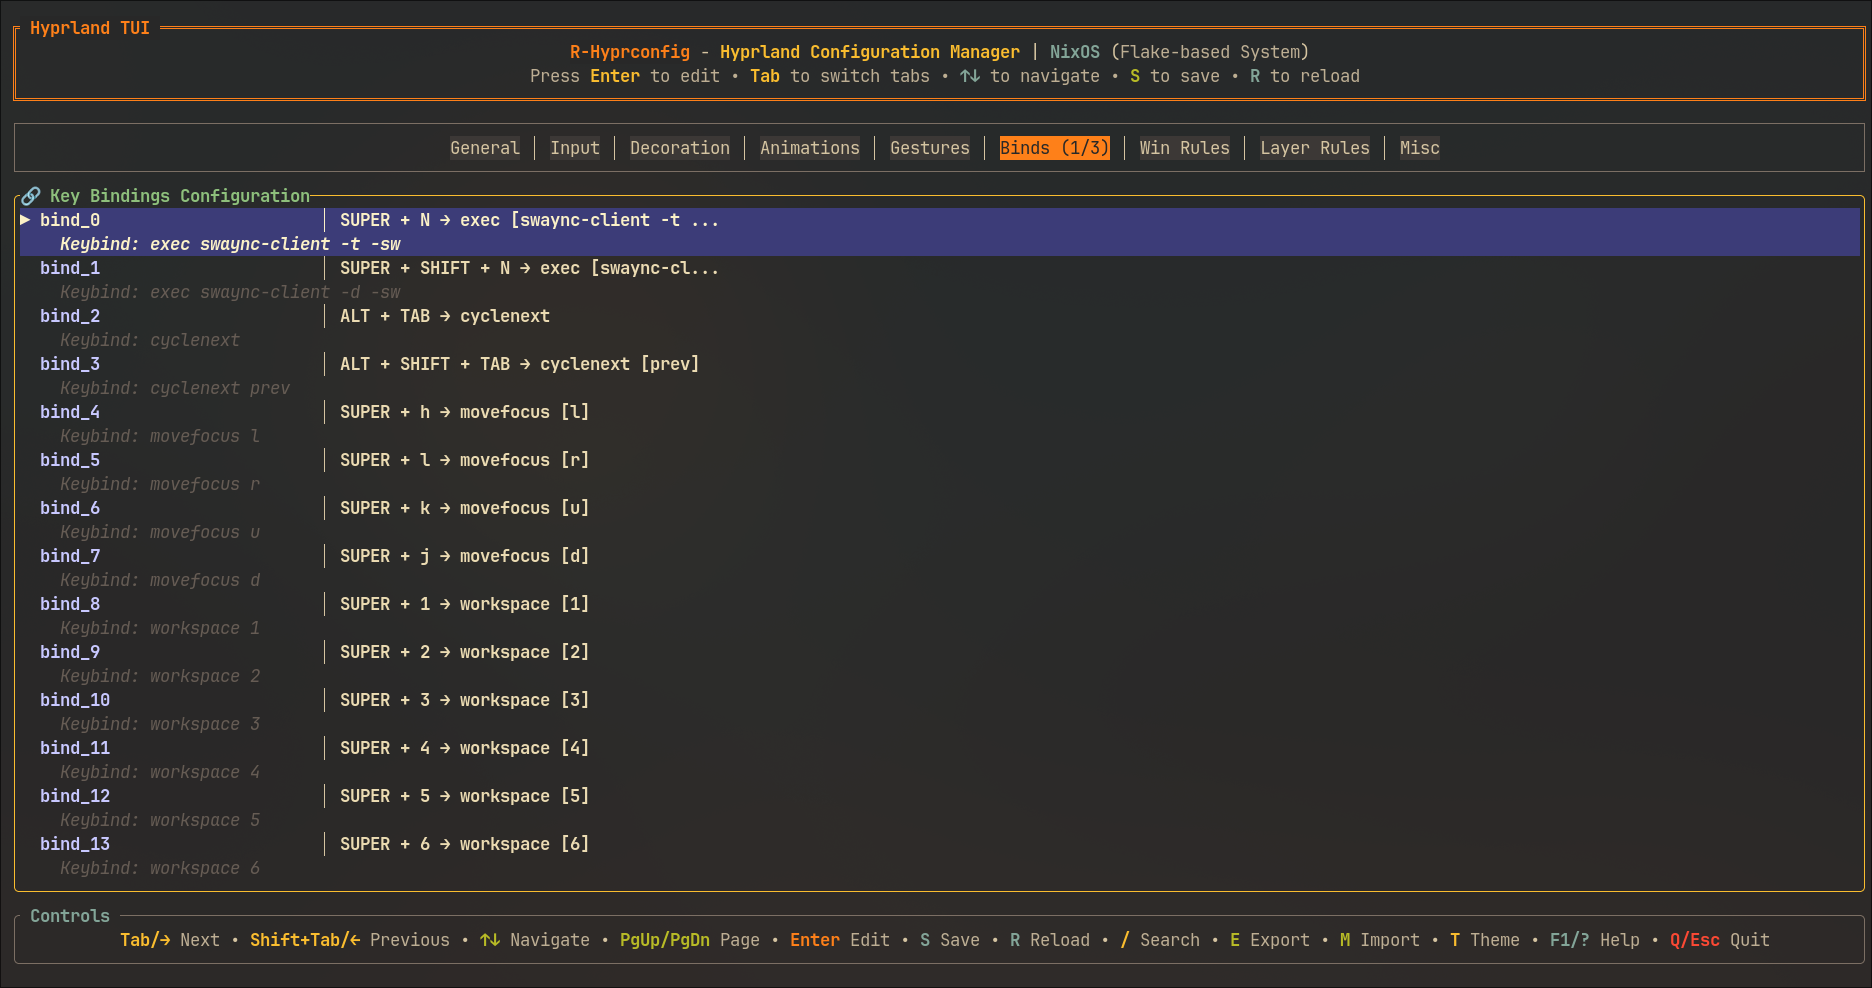 Hyprland TUI
R-Hyprconfig - Hyprland Configuration Manager | NixOS (Flake-based System)
Press Enter to edit • Tab to switch tabs • ↑↓ to navigate • S to save • R to reload
General │ Input │ Decoration │ Animations │ Gestures │ Binds (1/3) │ Win Rules │ Layer Rules │ Misc
🔗 Key Bindings Configuration
▶ bind_0 │ SUPER + N → exec [swaync-client -t ...
Keybind: exec swaync-client -t -sw
bind_1 │ SUPER + SHIFT + N → exec [swaync-cl...
Keybind: exec swaync-client -d -sw
bind_2 │ ALT + TAB → cyclenext
Keybind: cyclenext
bind_3 │ ALT + SHIFT + TAB → cyclenext [prev]
Keybind: cyclenext prev
bind_4 │ SUPER + h → movefocus [l]
Keybind: movefocus l
bind_5 │ SUPER + l → movefocus [r]
Keybind: movefocus r
bind_6 │ SUPER + k → movefocus [u]
Keybind: movefocus u
bind_7 │ SUPER + j → movefocus [d]
Keybind: movefocus d
bind_8 │ SUPER + 1 → workspace [1]
Keybind: workspace 1
bind_9 │ SUPER + 2 → workspace [2]
Keybind: workspace 2
bind_10 │ SUPER + 3 → workspace [3]
Keybind: workspace 3
bind_11 │ SUPER + 4 → workspace [4]
Keybind: workspace 4
bind_12 │ SUPER + 5 → workspace [5]
Keybind: workspace 5
bind_13 │ SUPER + 6 → workspace [6]
Keybind: workspace 6
Controls
Tab/→ Next • Shift+Tab/← Previous • ↑↓ Navigate • PgUp/PgDn Page • Enter Edit • S Save • R Reload • / Search • E Export • M Import • T Theme • F1/? Help • Q/Esc Quit